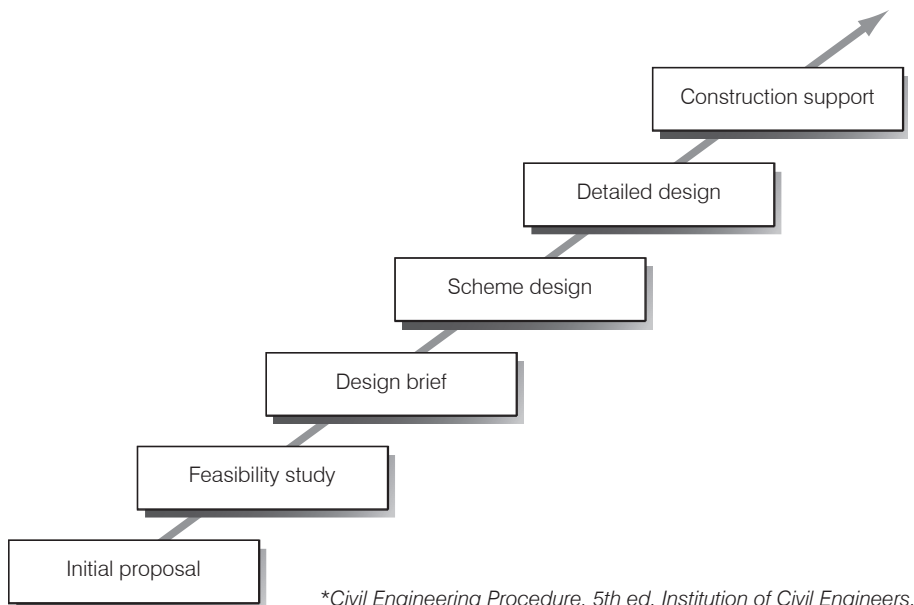 Construction support
Detailed design
Scheme design
Design brief
Feasibility study
Initial proposal
*Civil Engineering Procedure, 5th ed. Institution of Civil Engineers.